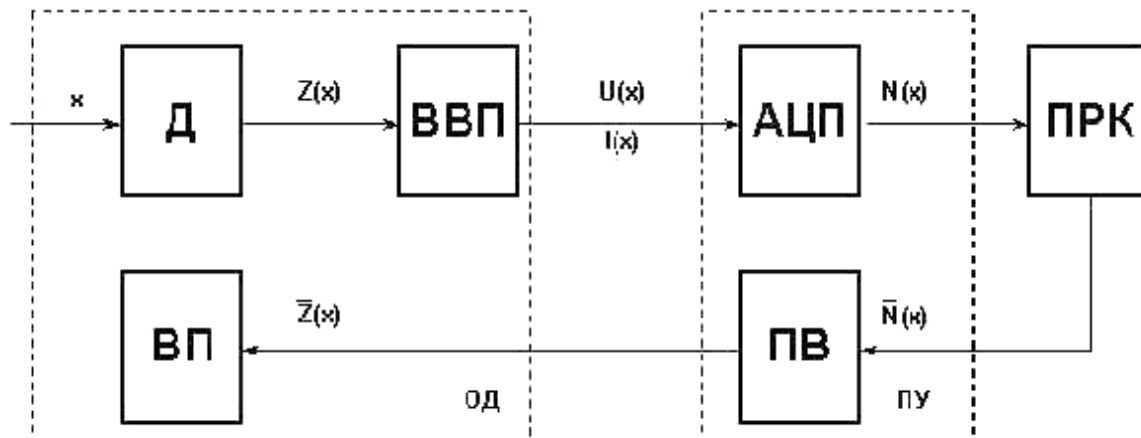 x
Д
Z(x)
ВВП
U(x)
I(x)
АЦП
N(x)
ПРК
ВП
Z̅(x)
ОД
ПВ
N̅(x)
ПУ